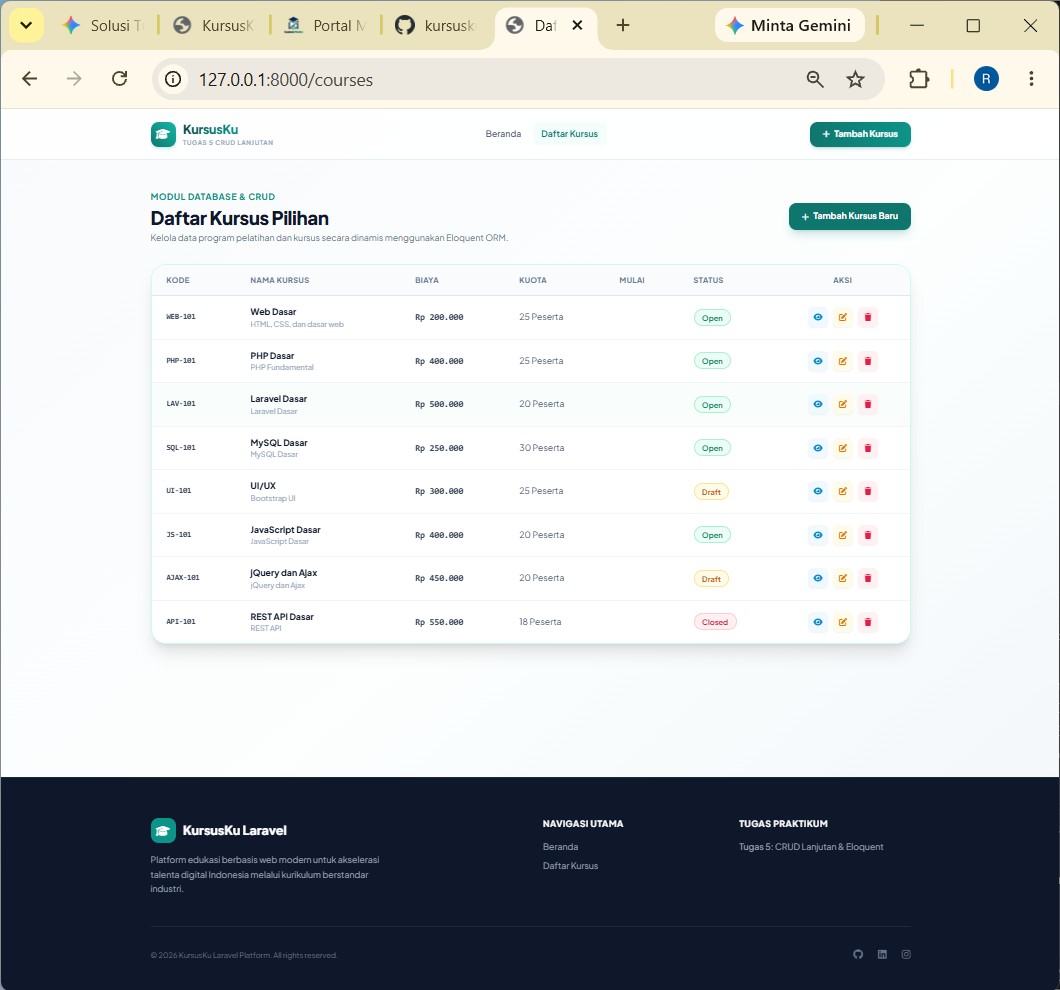 Solusi T
KursusK
Portal M
kursusk
Daf
Minta Gemini
127.0.0.1:8000/courses
R
KursusKu
TUGAS 5 CRUD LANJUTAN
Beranda
Daftar Kursus
+ Tambah Kursus
MODUL DATABASE & CRUD
Daftar Kursus Pilihan
Kelola data program pelatihan dan kursus secara dinamis menggunakan Eloquent ORM.
+ Tambah Kursus Baru
KODE NAMA KURSUS BIAYA KUOTA MULAI STATUS AKSI
WEB-101 Web Dasar Rp 200.000 25 Peserta Open
HTML, CSS, dan dasar web
PHP-101 PHP Dasar Rp 400.000 25 Peserta Open
PHP Fundamental
LAV-101 Laravel Dasar Rp 500.000 20 Peserta Open
Laravel Dasar
SQL-101 MySQL Dasar Rp 250.000 30 Peserta Open
MySQL Dasar
UI-101 UI/UX Rp 300.000 25 Peserta Draft
Bootstrap UI
JS-101 JavaScript Dasar Rp 400.000 20 Peserta Open
JavaScript Dasar
AJAX-101 jQuery dan Ajax Rp 450.000 20 Peserta Draft
jQuery dan Ajax
API-101 REST API Dasar Rp 550.000 18 Peserta Closed
REST API
KursusKu Laravel
Platform edukasi berbasis web modern untuk akselerasi
talenta digital Indonesia melalui kurikulum berstandar
industri.
NAVIGASI UTAMA
Beranda
Daftar Kursus
TUGAS PRAKTIKUM
Tugas 5: CRUD Lanjutan & Eloquent
© 2026 KursusKu Laravel Platform. All rights reserved.